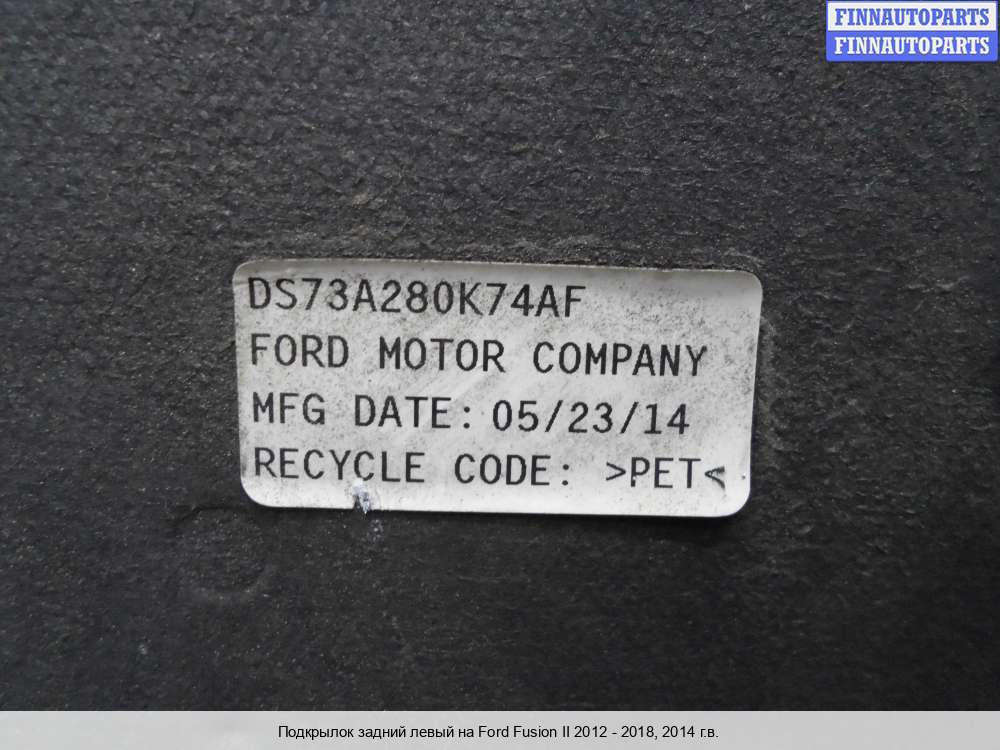 FINNAUTOPARTS
FINNAUTOPARTS
DS73A280K74AF
FORD MOTOR COMPANY
MFG DATE: 05/23/14
RECYCLE CODE: >PET<
Подкрылок задний левый на Ford Fusion II 2012 - 2018, 2014 г.в.